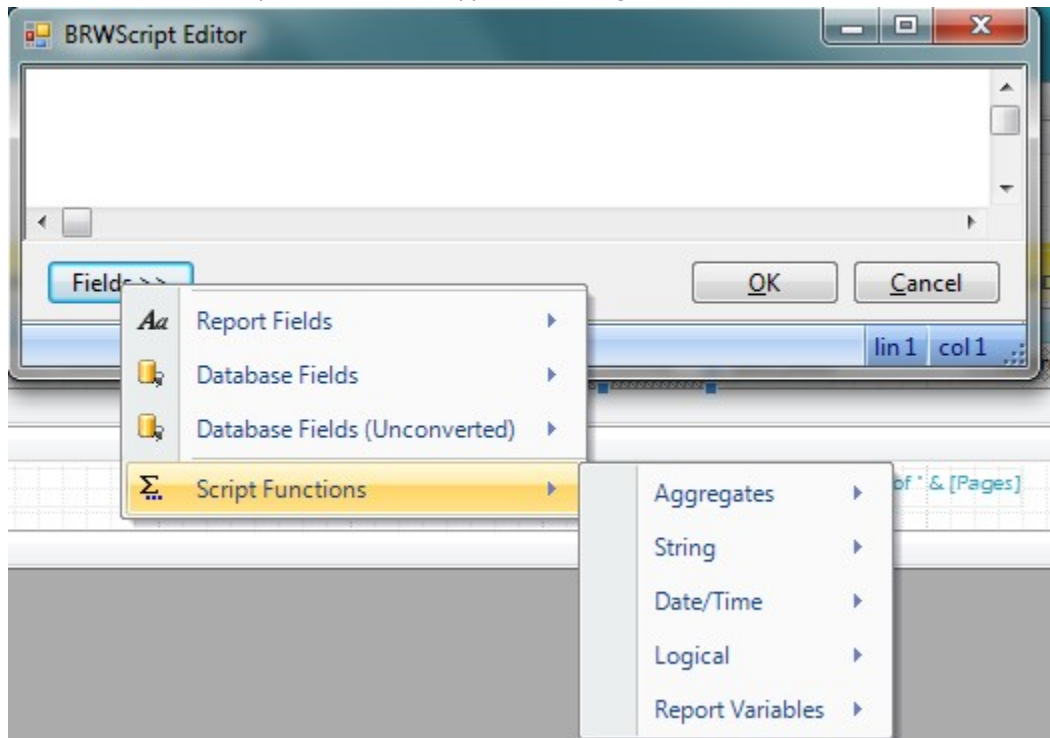 BRWScript Editor
Fields >>
OK
Cancel
Aa Report Fields
lin 1 col 1
Database Fields
Database Fields (Unconverted)
Σ Script Functions
of " & [Pages]
Aggregates
String
Date/Time
Logical
Report Variables